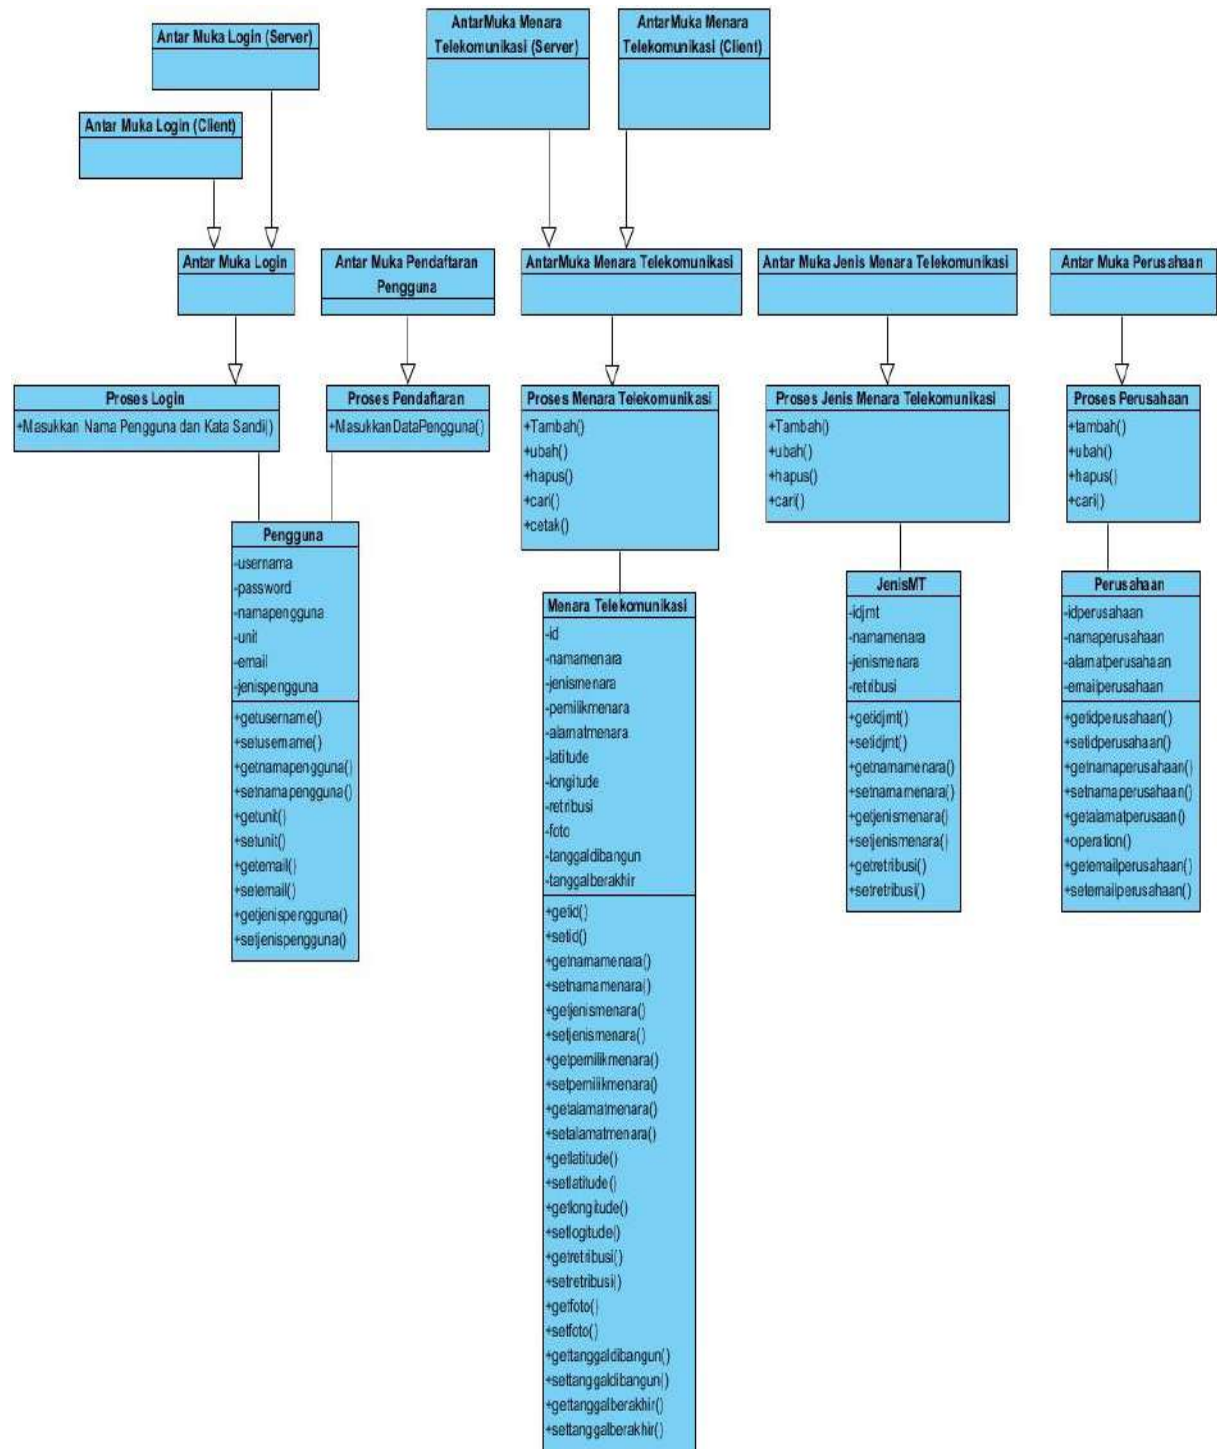 Antar Muka Login (Server)
AntarMuka Menara
Telekomunikasi (Server)
AntarMuka Menara
Telekomunikasi (Client)
Antar Muka Login (Client)
Antar Muka Login
Antar Muka Pendaftaran
Pengguna
AntarMuka Menara Telekomunikasi
Antar Muka Jenis Menara Telekomunikasi
Antar Muka Perusahaan
Proses Login
+Masukkan Nama Pengguna dan Kata Sandi()
Proses Pendaftaran
+MasukkanDataPengguna()
Proses Menara Telekomunikasi
+Tambah()
+ubah()
+hapus()
+cari()
+cetak()
Proses Jenis Menara Telekomunikasi
+Tambah()
+ubah()
+hapus()
+cari()
Proses Perusahaan
+tambah()
+ubah()
+hapus()
+cari()
Pengguna
-usernama
-password
-namapengguna
-unit
-email
-jenispengguna
+getusername()
+setusername()
+getnamapengguna()
+setnamapengguna()
+getunit()
+setunit()
+getemail()
+setemail()
+getjenispengguna()
+setjenispengguna()
Menara Telekomunikasi
-id
-namamenara
-jenismenara
-pemilikmenara
-alamatmenara
-latitude
-longitude
-retribusi
-foto
-tanggaldibangun
-tanggalberakhir
+getid()
+setid()
+getnamamenara()
+setnamamenara()
+getjenismenara()
+setjenismenara()
+getpemilikmenara()
+setpemilikmenara()
+getalamatmenara()
+setalamatmenara()
+getlatitude()
+setlatitude()
+getlongitude()
+setlogitude()
+getretribusi()
+setretribusi()
+getfoto()
+setfoto()
+gettanggaldibangun()
+settanggaldibangun()
+gettanggalberakhir()
+settanggalberakhir()
JenisMT
-idjmt
-namamenara
-jenismenara
-retribusi
+getidjmt()
+setidjmt()
+getnamamenara()
+setnamamenara()
+getjenismenara()
+setjenismenara()
+getretribusi()
+setretribusi()
Perusahaan
-idperusahaan
-namaperusahaan
-alamatperusahaan
-emailperusahaan
+getidperusahaan()
+setidperusahaan()
+getnamaperusahaan()
+setnamaperusahaan()
+getalamatperusaan()
+operation()
+getemailperusahaan()
+setemailperusahaan()